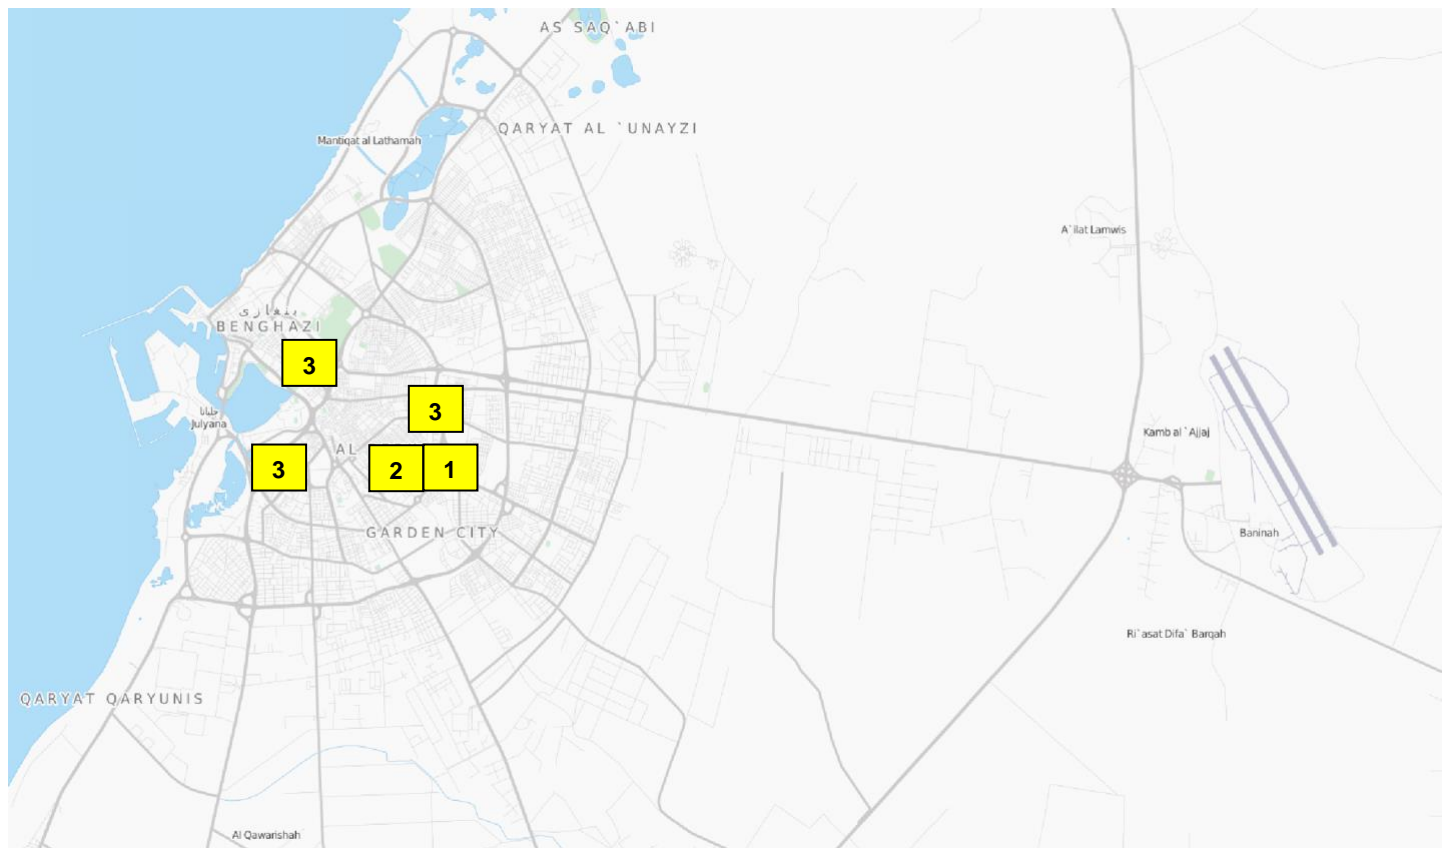 AS SAQ`ABI
QARYAT AL `UNAYZI
Mantiqat al Lathamah
A`ilat Lamwis
بنغازي
BENGHAZI
3
3
جليانا
Julyana
Kamb al `Ajjaj
AL
3
2
1
GARDEN CITY
Baninah
Ri`asat Difa` Barqah
QARYAT QARYUNIS
Al Qawarishah